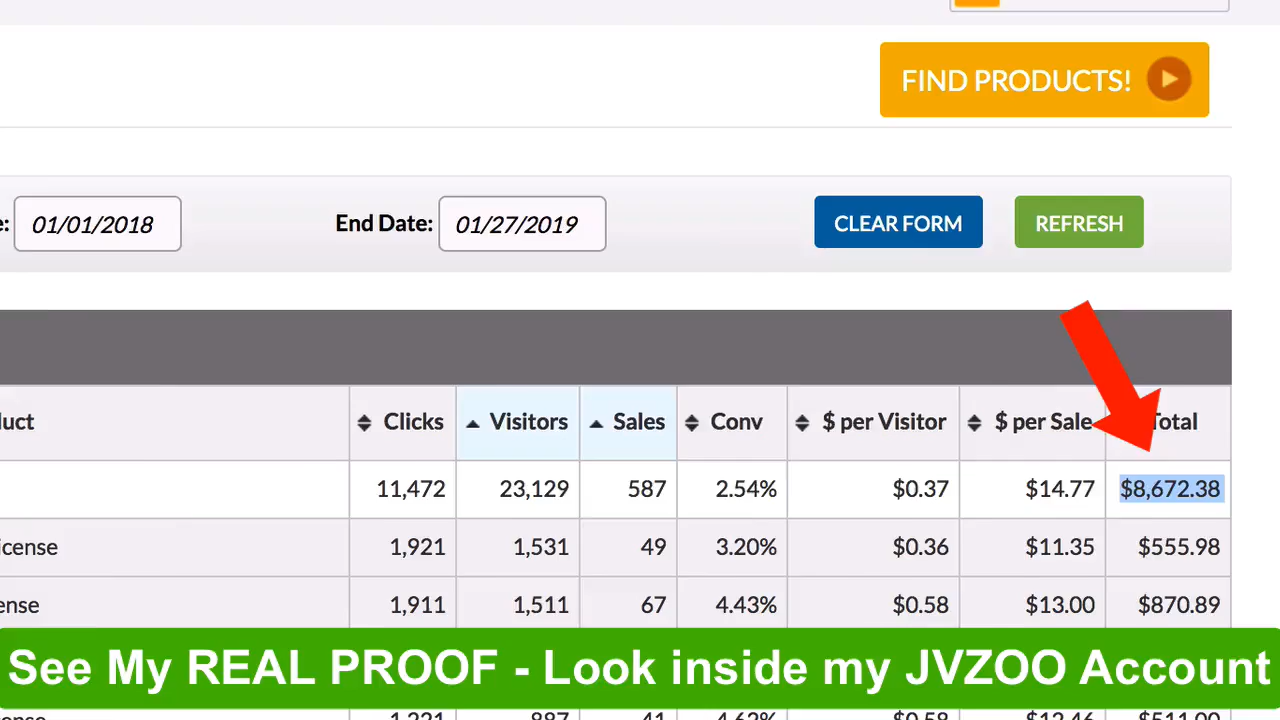 FIND PRODUCTS!
e: 01/01/2018 End Date: 01/27/2019 CLEAR FORM REFRESH
duct Clicks Visitors Sales Conv $ per Visitor $ per Sale Total
11,472 23,129 587 2.54% $0.37 $14.77 $8,672.38
icense 1,921 1,531 49 3.20% $0.36 $11.35 $555.98
ense 1,911 1,511 67 4.43% $0.58 $13.00 $870.89
See My REAL PROOF - Look inside my JVZOO Account